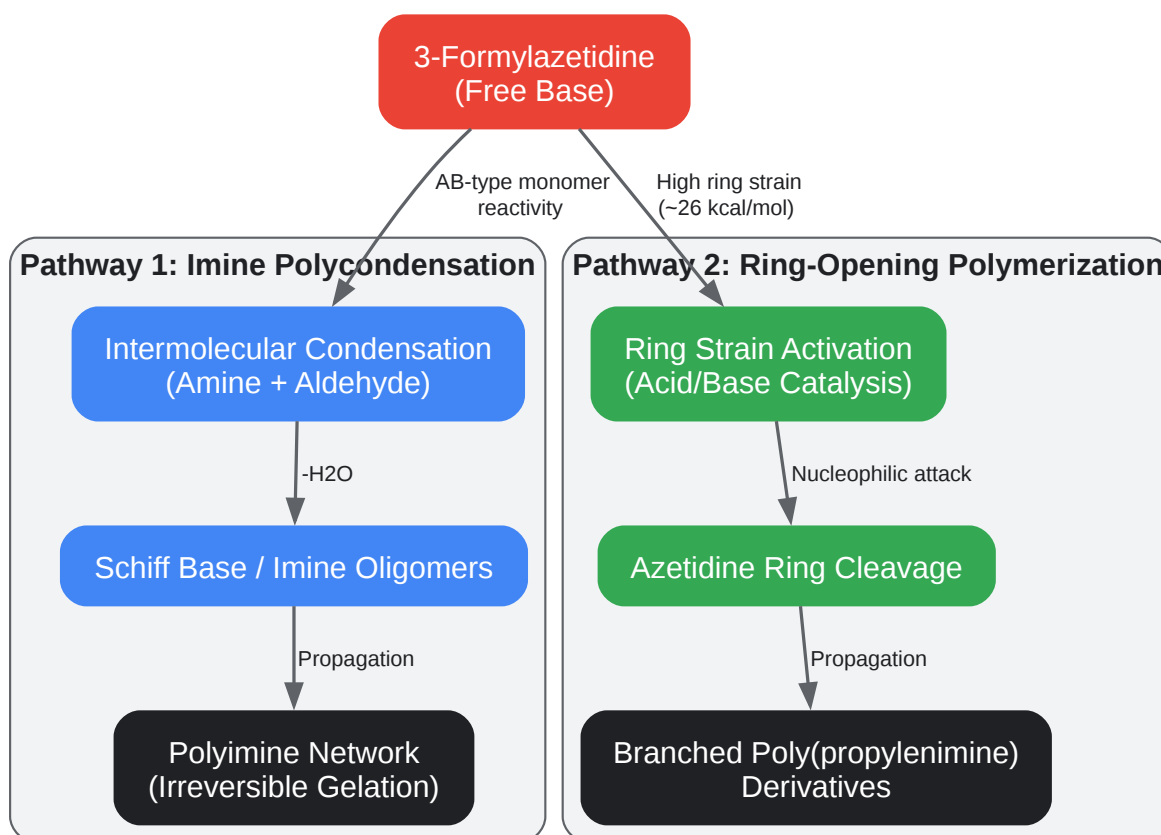 3-Formylazetidine
(Free Base)
AB-type monomer
reactivity
High ring strain
(~26 kcal/mol)
Pathway 1: Imine Polycondensation
Intermolecular Condensation
(Amine + Aldehyde)
-H2O
Schiff Base / Imine Oligomers
Propagation
Polyimine Network
(Irreversible Gelation)
Pathway 2: Ring-Opening Polymerization
Ring Strain Activation
(Acid/Base Catalysis)
Nucleophilic attack
Azetidine Ring Cleavage
Propagation
Branched Poly(propylenimine)
Derivatives